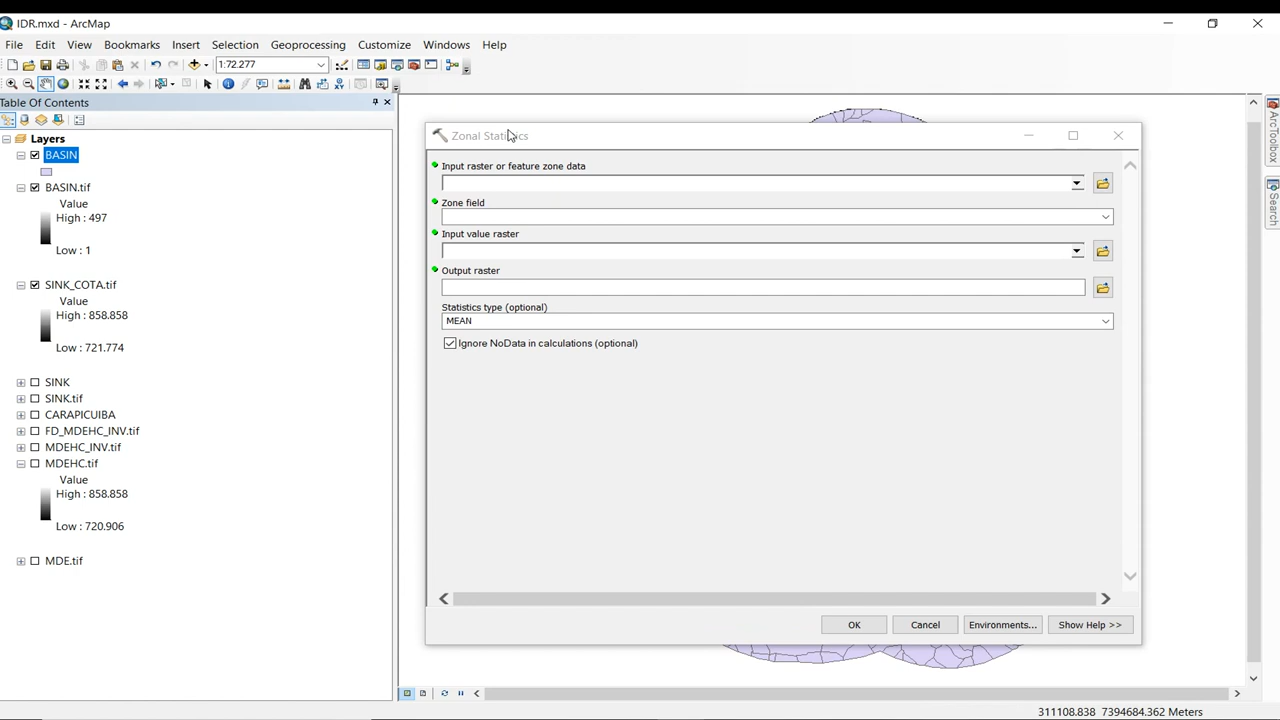 IDR.mxd - ArcMap
File Edit View Bookmarks Insert Selection Geoprocessing Customize Windows Help
1:72.277
Table Of Contents
Layers
BASIN
BASIN.tif
Value
High : 497
Low : 1
SINK_COTA.tif
Value
High : 858.858
Low : 721.774
SINK
SINK.tif
CARAPICUIBA
FD_MDEHC_INV.tif
MDEHC_INV.tif
MDEHC.tif
Value
High : 858.858
Low : 720.906
MDE.tif
Zonal Statistics
Input raster or feature zone data
Zone field
Input value raster
Output raster
Statistics type (optional)
MEAN
Ignore NoData in calculations (optional)
OK Cancel Environments... Show Help >>
ArcToolbox
Search
311108.838 7394684.362 Meters